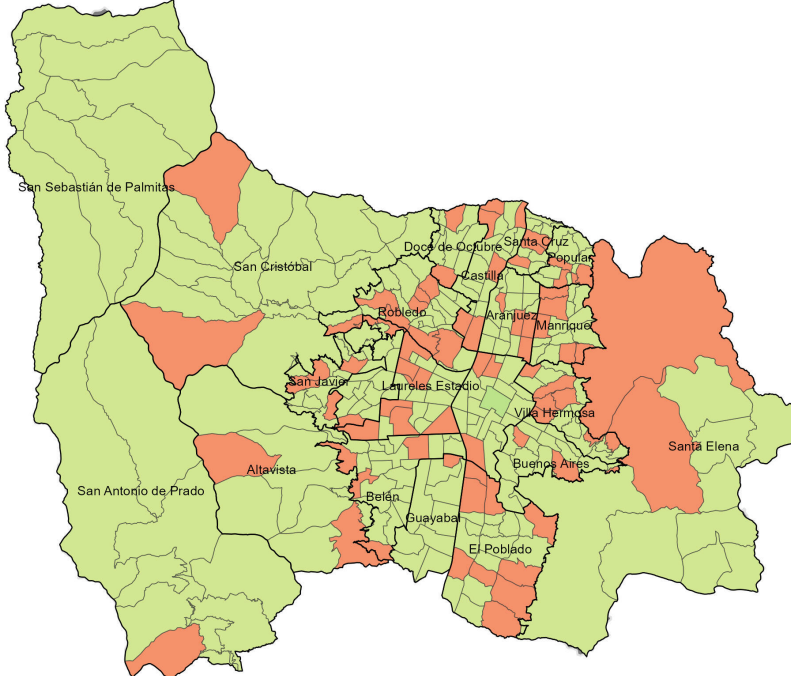 San Sebastián de Palmitas
Doce de Octubre
Santa Cruz
Popular
San Cristóbal
Castilla
Robledo
Aranjuez
Manrique
San Javier
Laureles Estadio
Villa Hermosa
Santa Elena
Altavista
Buenos Aires
San Antonio de Prado
Belén
Guayabal
El Poblado